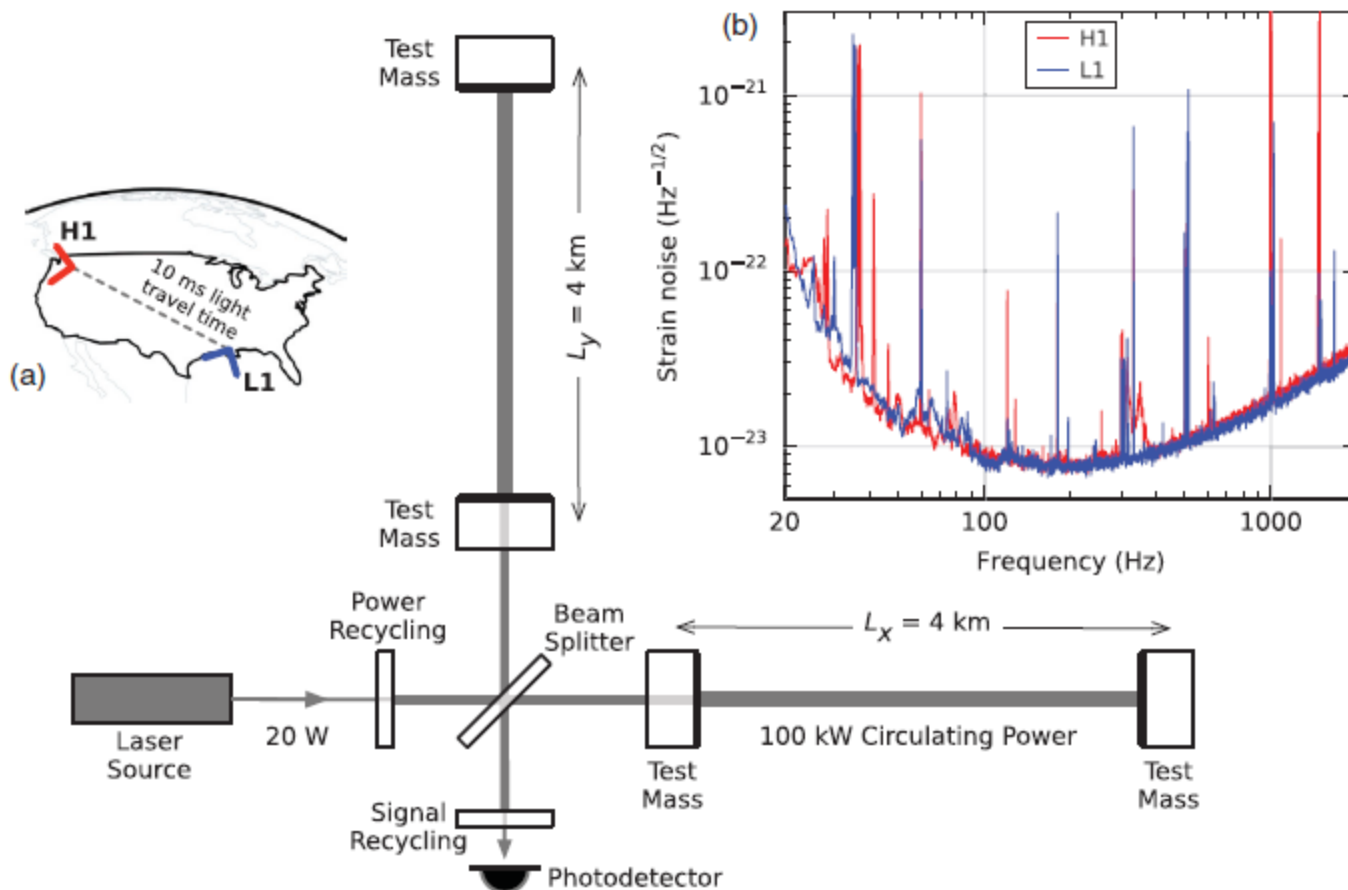 (a)
H1
10 ms light
travel time
L1
Test
Mass
Ly = 4 km
Test
Mass
Power
Recycling
Beam
Splitter
Laser
Source
20 W
Lx = 4 km
100 kW Circulating Power
Test
Mass
Test
Mass
Signal
Recycling
Photodetector
(b)
H1
L1
Strain noise (Hz−1/2)
10−21
10−22
10−23
20
100
1000
Frequency (Hz)